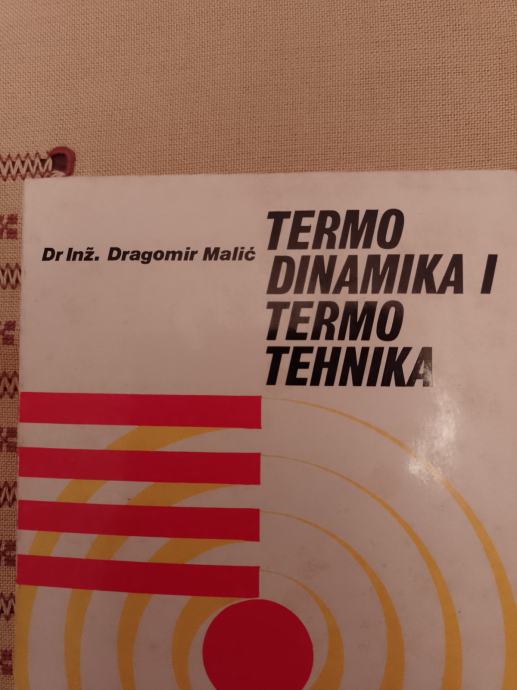 Dr Inž. Dragomir Malić
TERMO
DINAMIKA I
TERMO
TEHNIKA